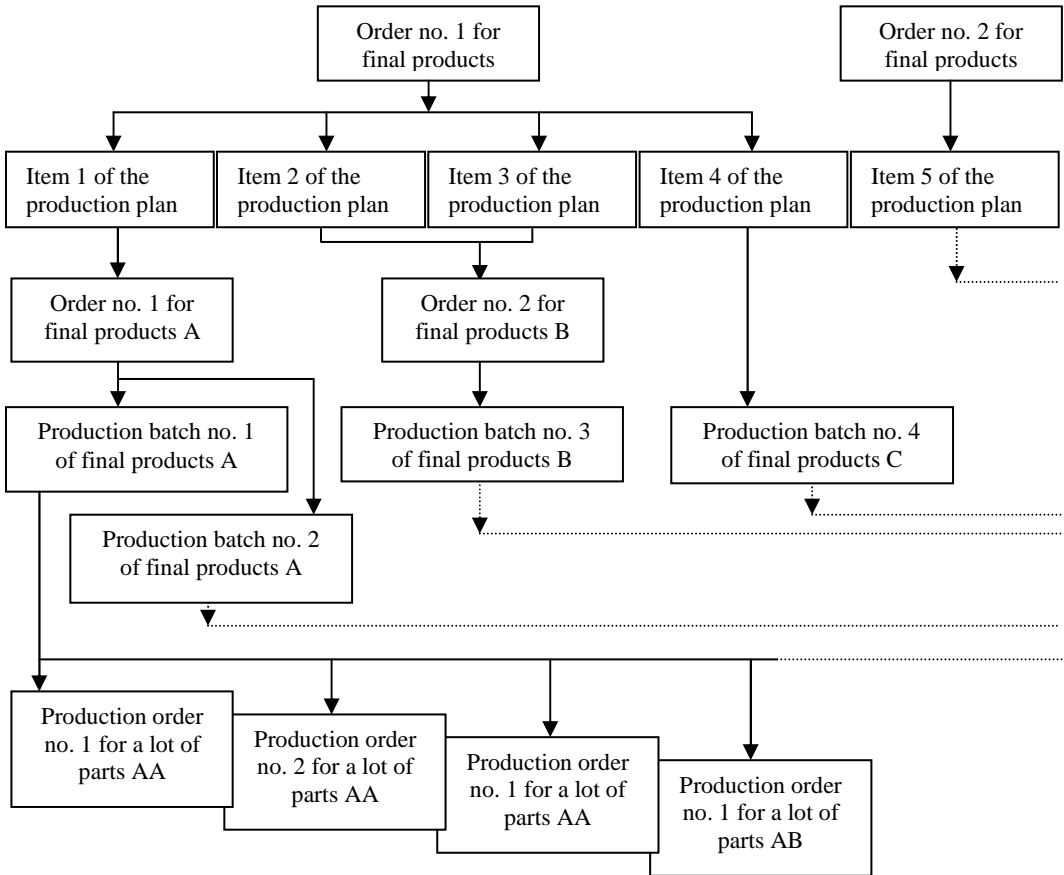 Order no. 1 for
final products
Order no. 2 for
final products
Item 1 of the
production plan
Item 2 of the
production plan
Item 3 of the
production plan
Item 4 of the
production plan
Item 5 of the
production plan
Order no. 1 for
final products A
Order no. 2 for
final products B
Production batch no. 1
of final products A
Production batch no. 3
of final products B
Production batch no. 4
of final products C
Production batch no. 2
of final products A
Production order
no. 1 for a lot of
parts AA
Production order
no. 2 for a lot of
parts AA
Production order
no. 1 for a lot of
parts AA
Production order
no. 1 for a lot of
parts AB